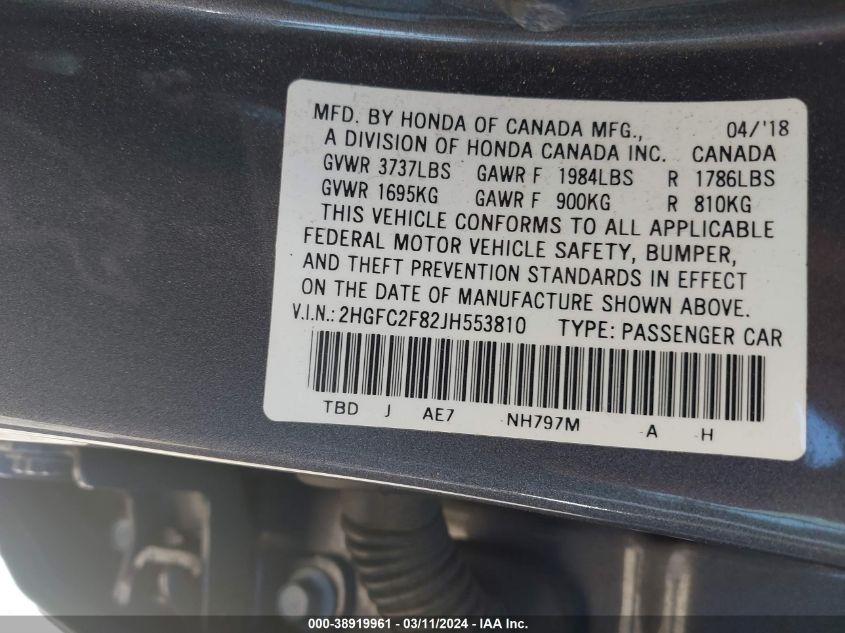 MFD. BY HONDA OF CANADA MFG., 04/'18
A DIVISION OF HONDA CANADA INC. CANADA
GVWR 3737LBS GAWR F 1984LBS R 1786LBS
GVWR 1695KG GAWR F 900KG R 810KG
THIS VEHICLE CONFORMS TO ALL APPLICABLE
FEDERAL MOTOR VEHICLE SAFETY, BUMPER,
AND THEFT PREVENTION STANDARDS IN EFFECT
ON THE DATE OF MANUFACTURE SHOWN ABOVE.
V.I.N.: 2HGFC2F82JH553810 TYPE: PASSENGER CAR
TBD J AE7 NH797M A H
000-38919961 - 03/11/2024 - IAA Inc.